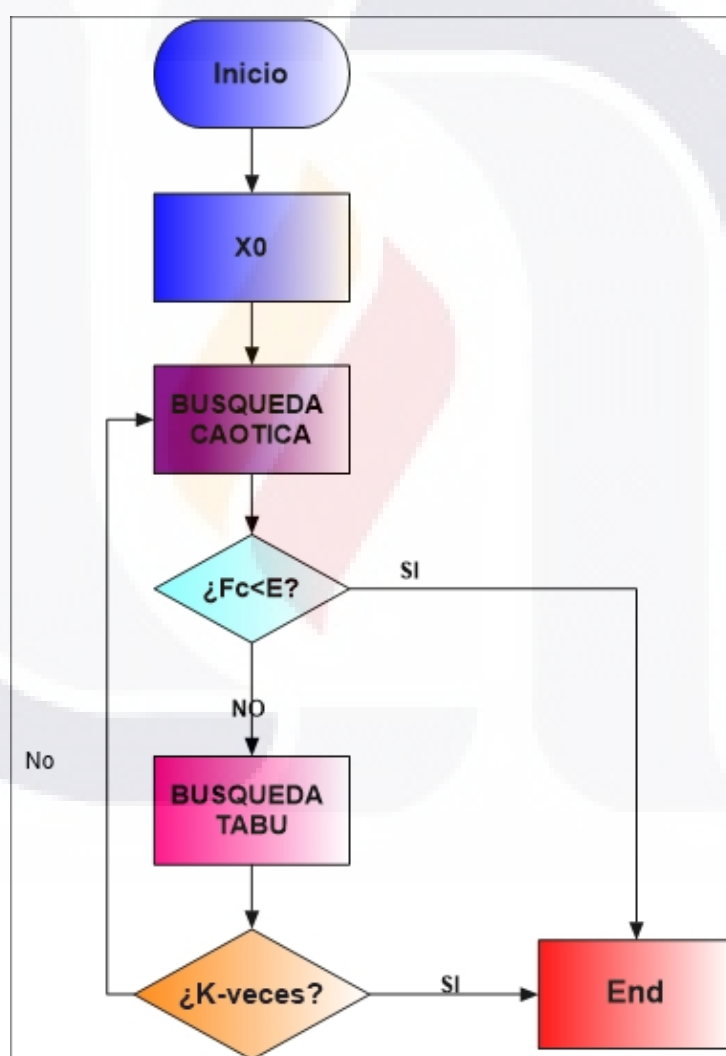 Inicio
X0
BUSQUEDA
CAOTICA
¿Fc<E?
SI
NO
No
BUSQUEDA
TABU
¿K-veces?
SI
End